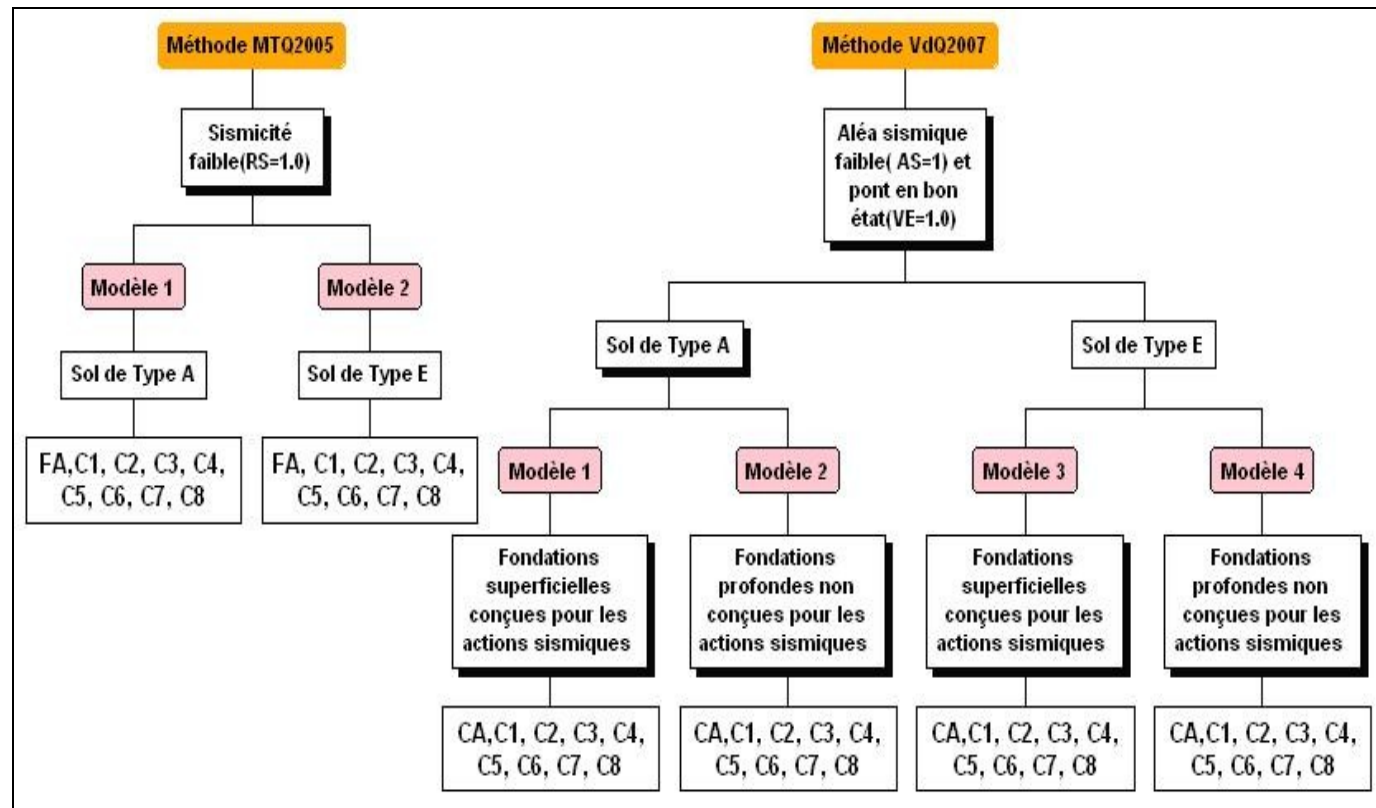 Méthode MTQ2005
Sismicité
faible(RS=1.0)
Modèle 1
Sol de Type A
FA,C1, C2, C3, C4,
C5, C6, C7, C8
Modèle 2
Sol de Type E
FA, C1, C2, C3, C4,
C5, C6, C7, C8
Méthode VdQ2007
Aléa sismique
faible( AS=1) et
pont en bon
état(VE=1.0)
Sol de Type A
Modèle 1
Fondations
superficielles
conçues pour les
actions sismiques
CA,C1, C2, C3, C4,
C5, C6, C7, C8
Modèle 2
Fondations
profondes non
conçues pour les
actions sismiques
CA,C1, C2, C3, C4,
C5, C6, C7, C8
Sol de Type E
Modèle 3
Fondations
superficielles
conçues pour les
actions sismiques
CA,C1, C2, C3, C4,
C5, C6, C7, C8
Modèle 4
Fondations
profondes non
conçues pour les
actions sismiques
CA,C1, C2, C3, C4,
C5, C6, C7, C8